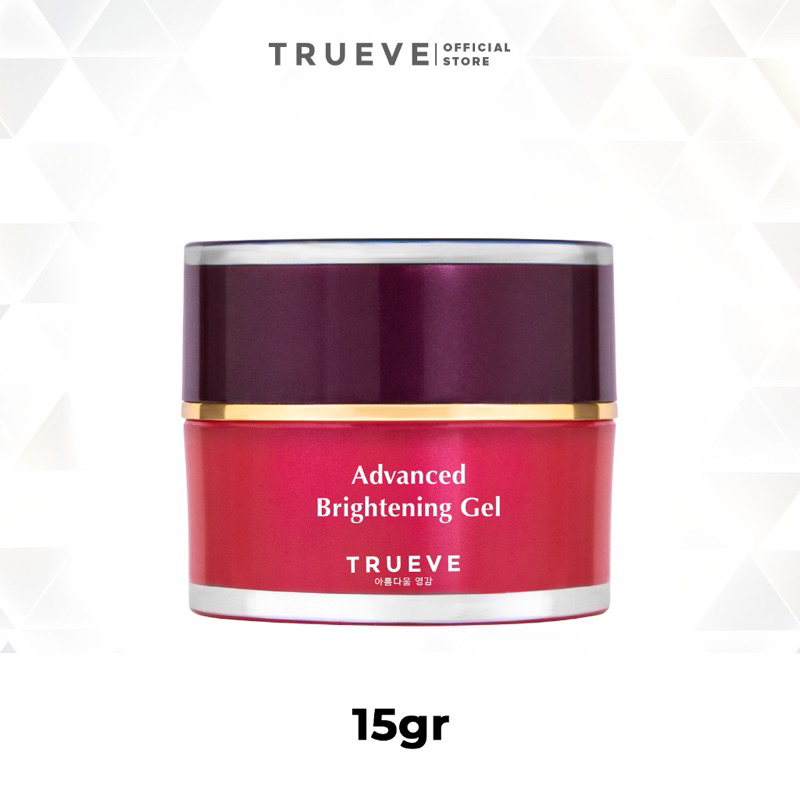 TRUEVE
OFFICIAL
STORE
Advanced
Brightening Gel
TRUEVE
아름다움 영감
15gr